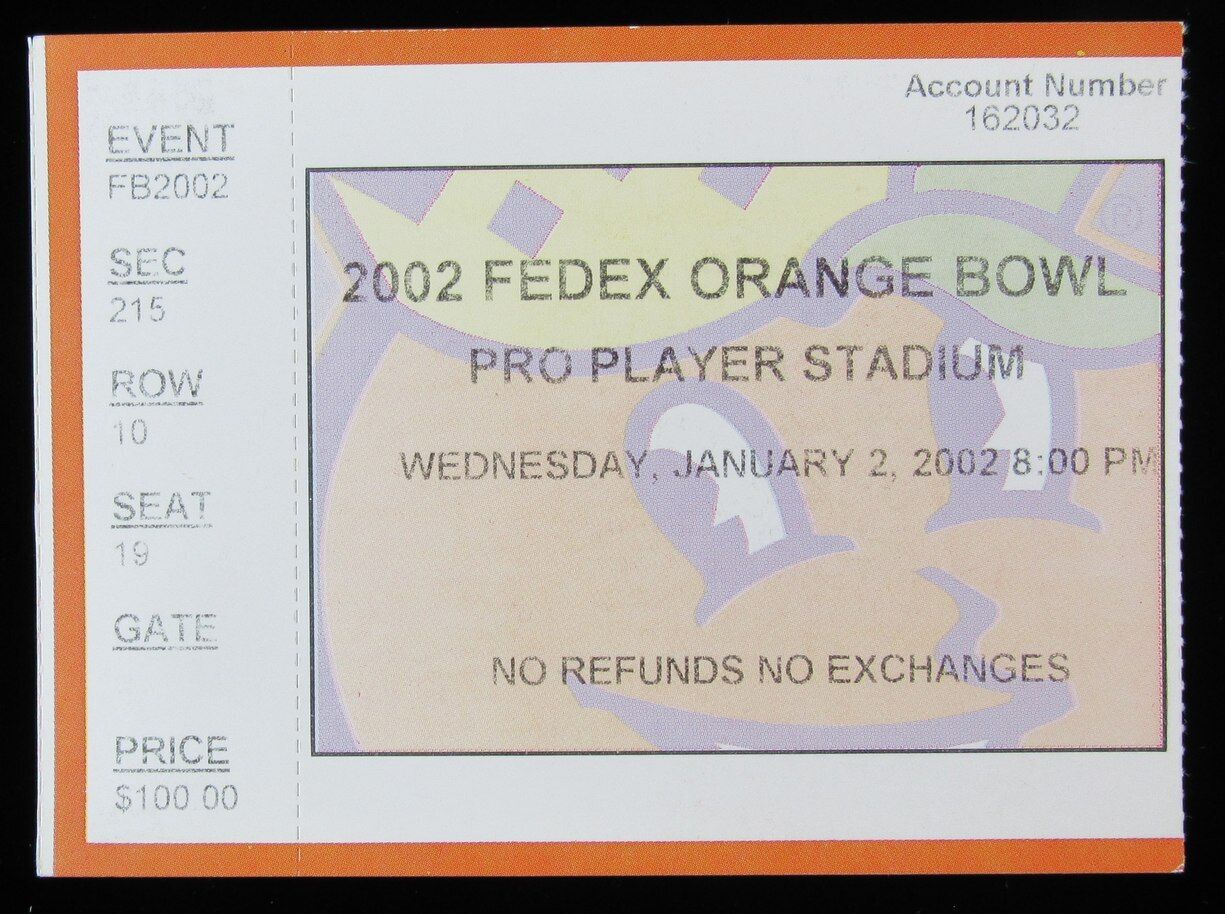 EVENT
FB2002
SEC
215
ROW
10
SEAT
19
GATE
PRICE
$100 00
Account Number
162032
®
2002 FEDEX ORANGE BOWL
PRO PLAYER STADIUM
WEDNESDAY, JANUARY 2, 2002 8:00 PM
NO REFUNDS NO EXCHANGES